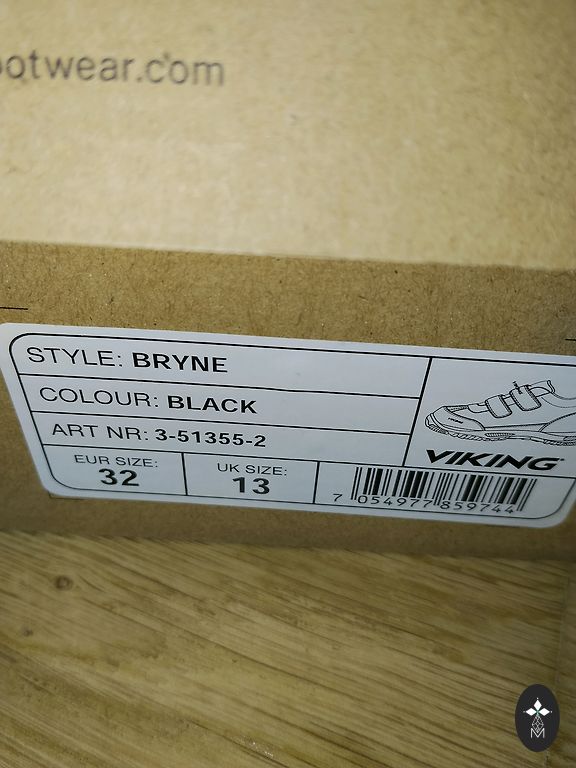 ootwear.com
STYLE: BRYNE
COLOUR: BLACK
ART NR: 3-51355-2
EUR SIZE:
32
UK SIZE:
13
VIKING
7 054977 859744
M